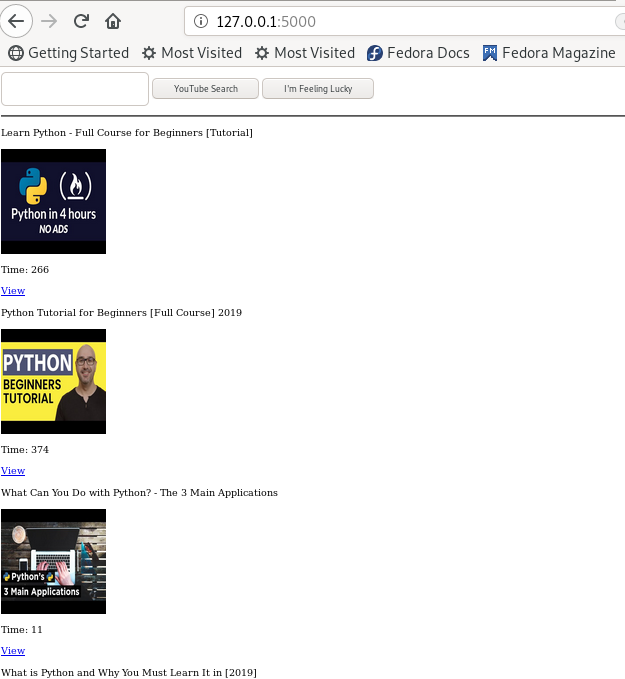 127.0.0.1:5000
Getting Started Most Visited Most Visited Fedora Docs FM Fedora Magazine
YouTube Search I'm Feeling Lucky
Learn Python - Full Course for Beginners [Tutorial]
Python in 4 hours
NO ADS
Time: 266
View
Python Tutorial for Beginners [Full Course] 2019
PYTHON
BEGINNERS
TUTORIAL
Time: 374
View
What Can You Do with Python? - The 3 Main Applications
Python's
3 Main Applications
Time: 11
View
What is Python and Why You Must Learn It in [2019]